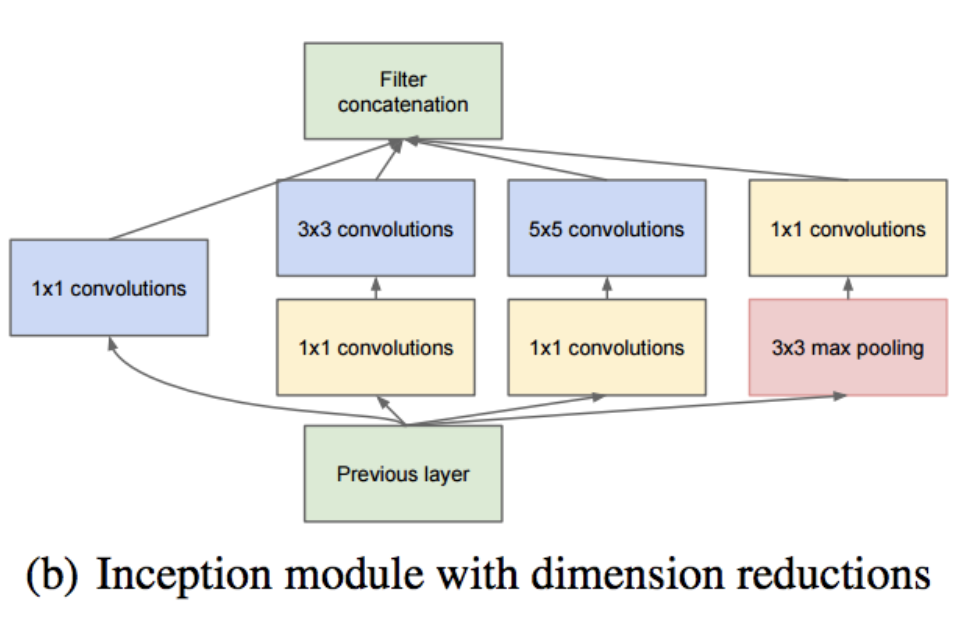 Filter
concatenation
3x3 convolutions
5x5 convolutions
1x1 convolutions
1x1 convolutions
1x1 convolutions
1x1 convolutions
3x3 max pooling
Previous layer
(b) Inception module with dimension reductions